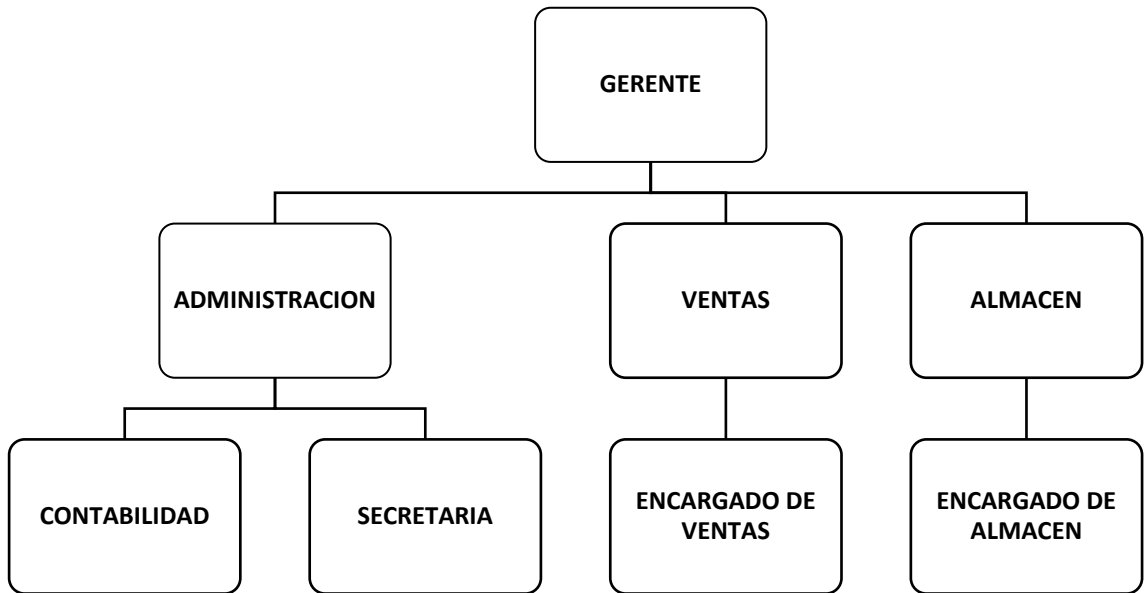 GERENTE
ADMINISTRACION
VENTAS
ALMACEN
CONTABILIDAD
SECRETARIA
ENCARGADO DE
VENTAS
ENCARGADO DE
ALMACEN